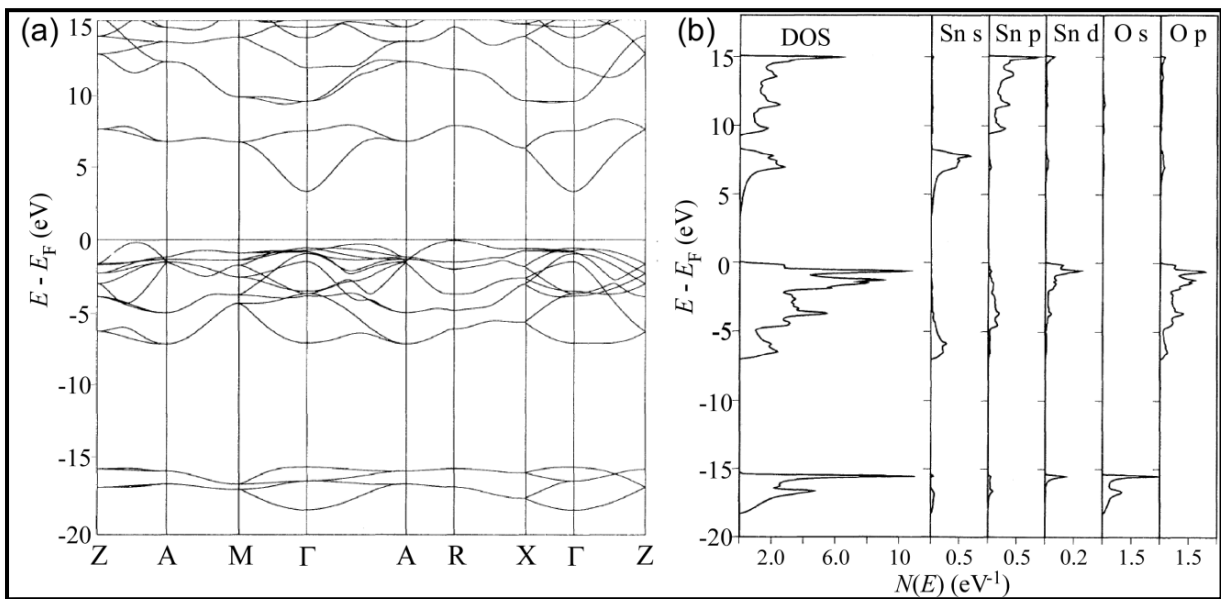 (a)
15
10
5
0
-5
-10
-15
-20
E - E_F (eV)
Z A M Γ A R X Γ Z
(b)
DOS Sn s Sn p Sn d O s O p
15
10
5
0
-5
-10
-15
-20
E - E_F (eV)
2.0 6.0 10 0.5 0.5 0.2 1.5 1.5
N(E) (eV⁻¹)